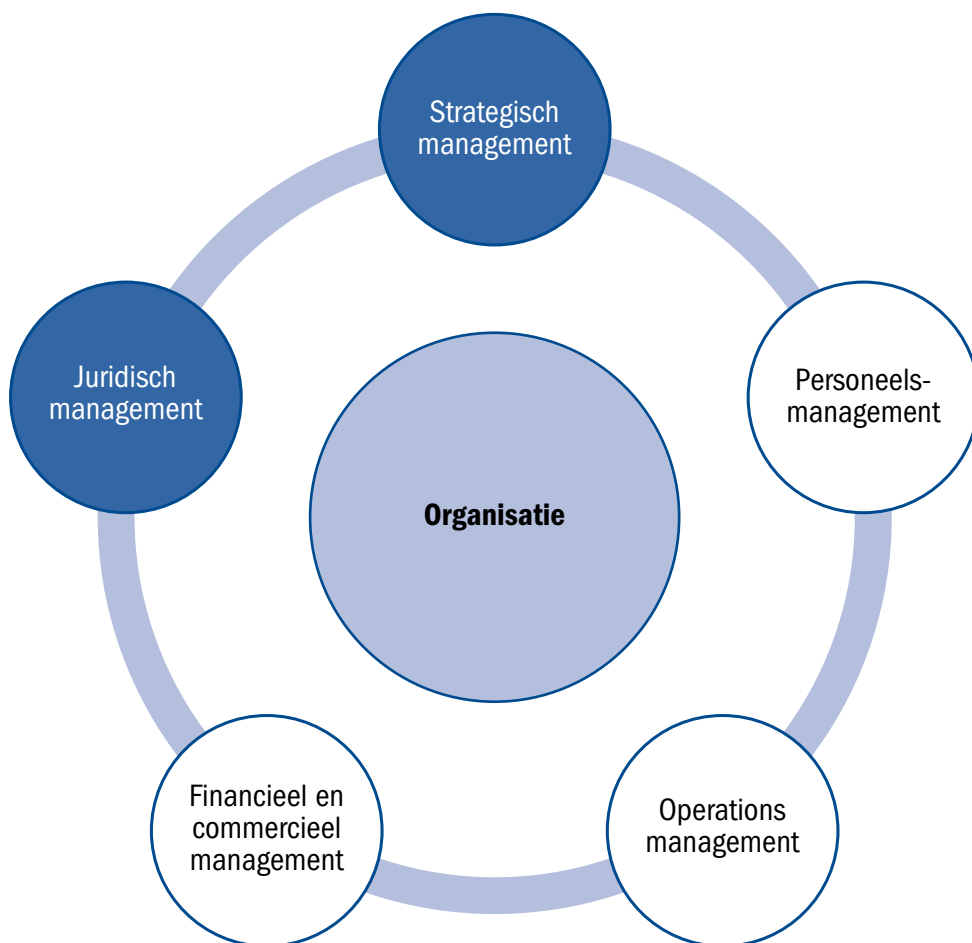 Strategisch
management
Juridisch
management
Personeels-
management
Organisatie
Financieel en
commercieel
management
Operations
management